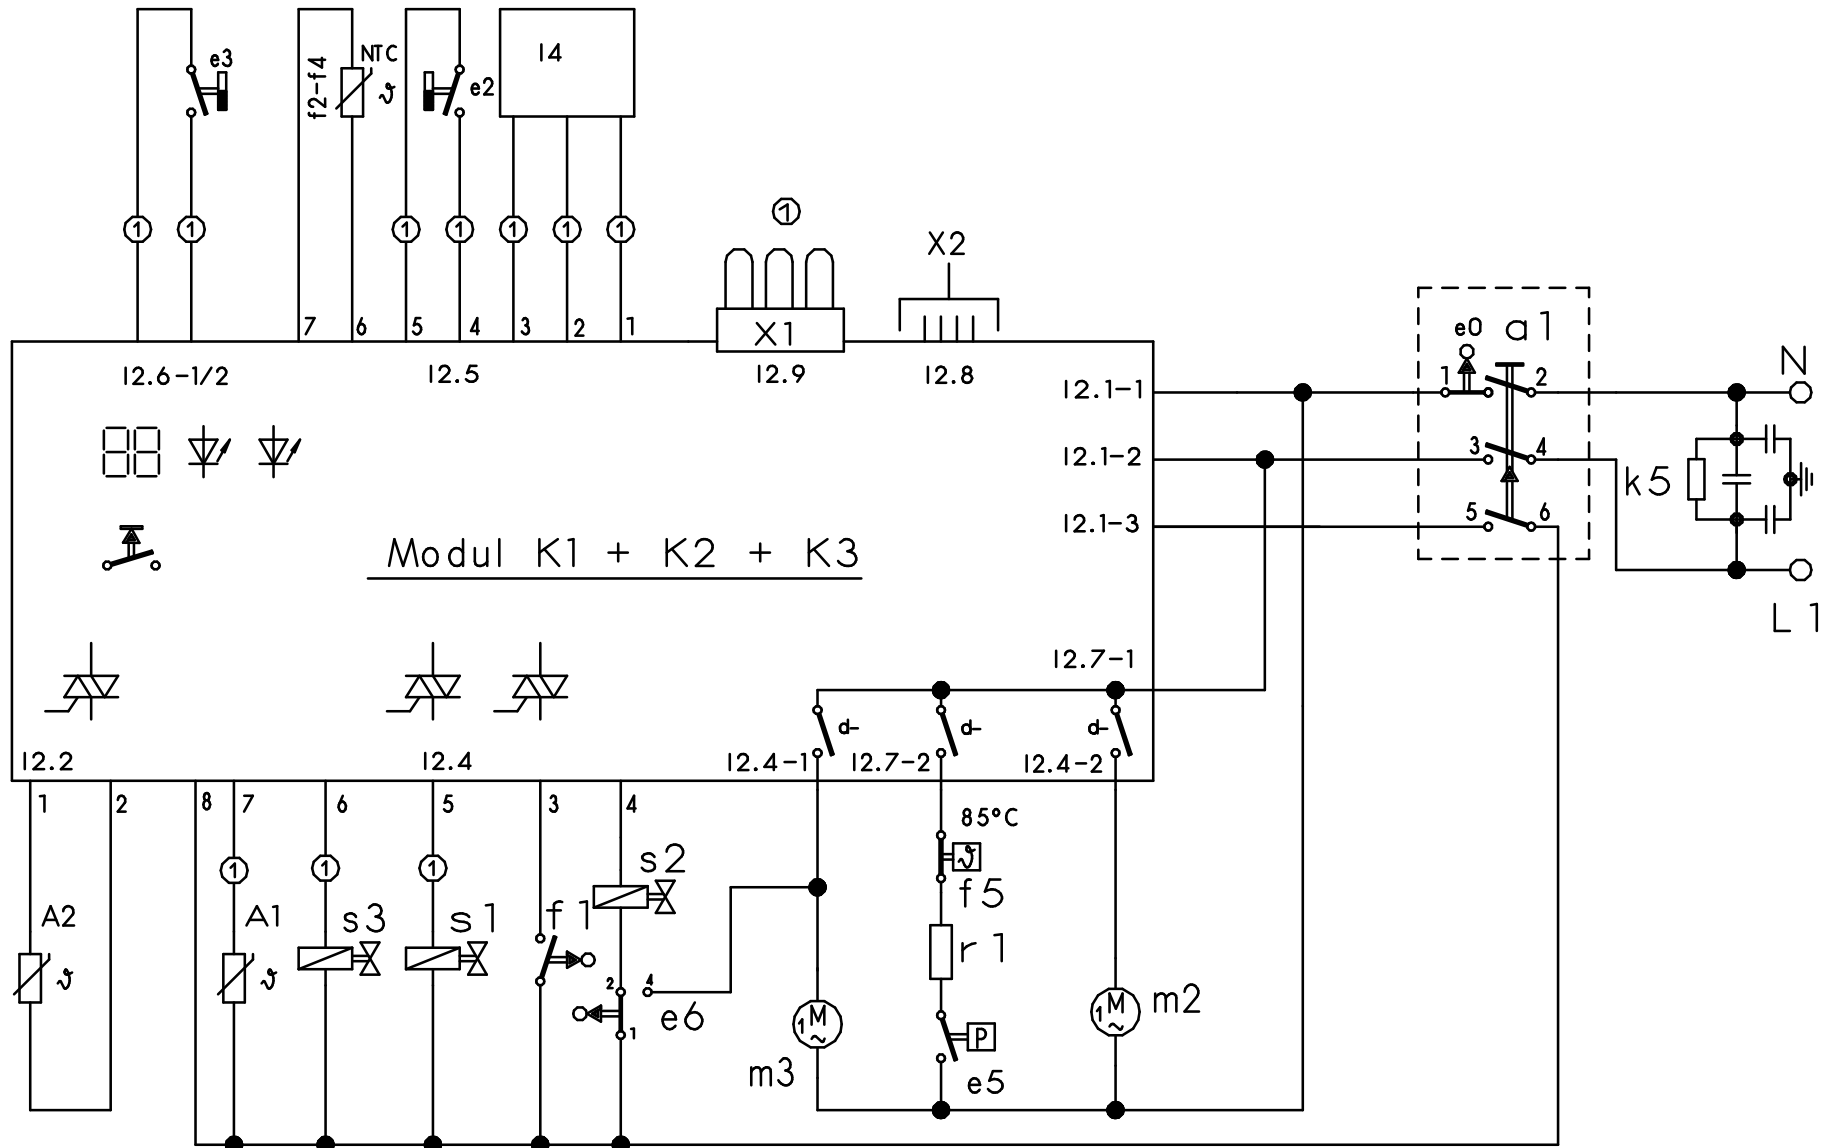 e3
f2-f4
NTC
ϑ
e2
I4
1 1 1 1 1 1 1
1
X2
7 6 5 4 3 2 1
X1
I2.6-1/2
I2.5
I2.9
I2.8
e0 a1
1 2
N
I2.1-1
I2.1-2
3 4
k5
I2.1-3
5 6
L1
Modul K1 + K2 + K3
I2.7-1
d- d- d-
I2.2
I2.4
I2.4-1
I2.7-2
I2.4-2
1 2 8 7 6 5 3 4
85°C
ϑ
f5
1 1 1
s2
A2
ϑ
A1
ϑ
s3
s1
f1
2 4
1
e6
r1
1 M ~
m3
P
e5
1 M ~
m2